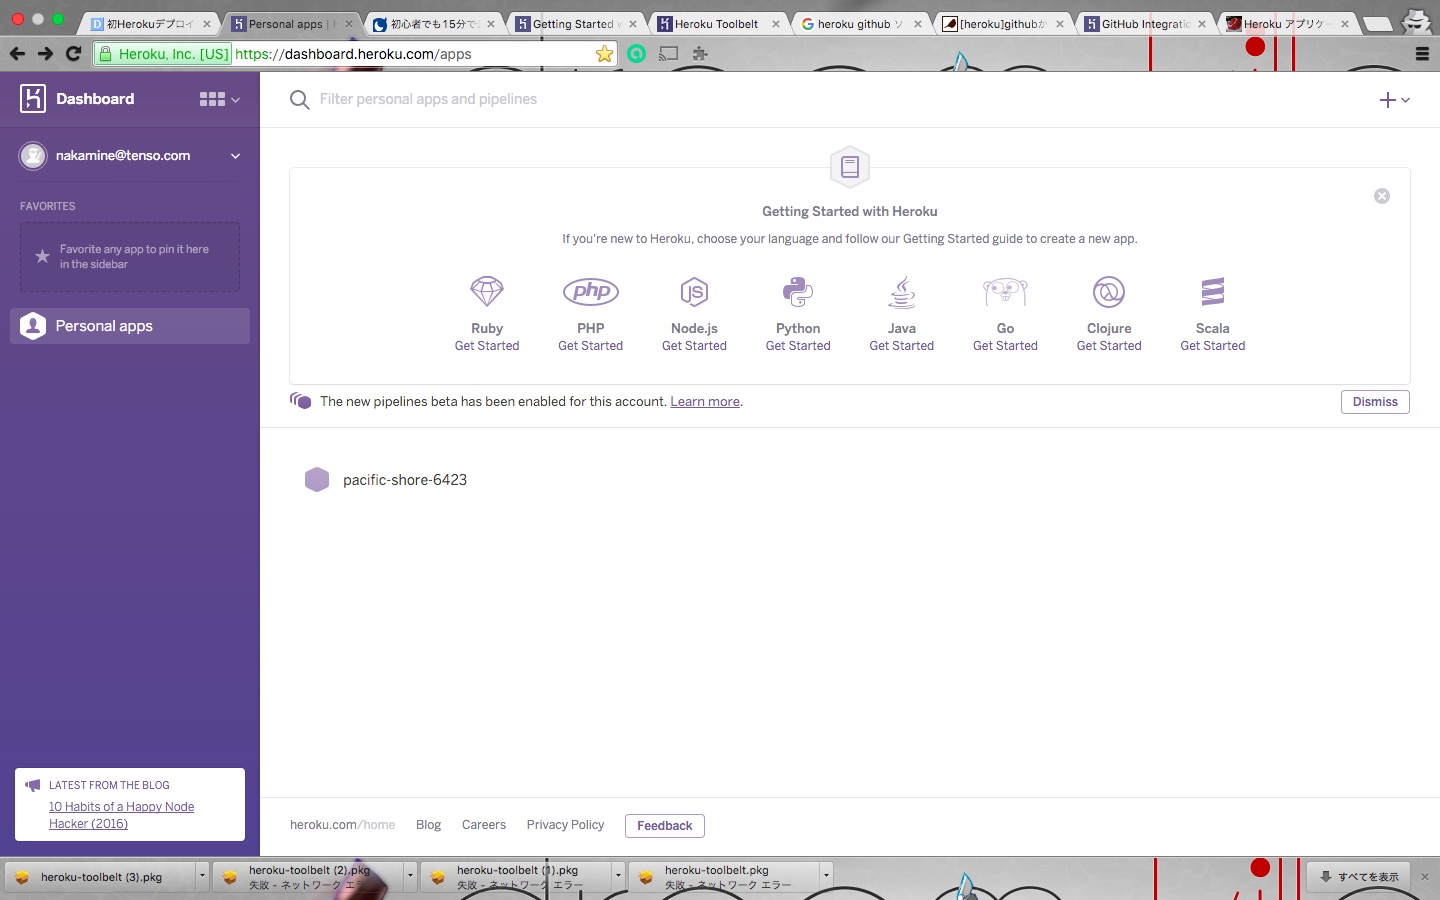 初Herokuデプロイ
Personal apps | H
初心者でも15分で
Getting Started w
Heroku Toolbelt
heroku github ソ
[heroku]githubか
GitHub Integratio
Heroku アプリケー
Heroku, Inc. [US] https://dashboard.heroku.com/apps
Dashboard
Filter personal apps and pipelines
nakamine@tenso.com
FAVORITES
Favorite any app to pin it here
in the sidebar
Personal apps
Getting Started with Heroku
If you're new to Heroku, choose your language and follow our Getting Started guide to create a new app.
php
JS
Ruby
Get Started
PHP
Get Started
Node.js
Get Started
Python
Get Started
Java
Get Started
Go
Get Started
Clojure
Get Started
Scala
Get Started
The new pipelines beta has been enabled for this account. Learn more.
Dismiss
pacific-shore-6423
LATEST FROM THE BLOG
10 Habits of a Happy Node
Hacker (2016)
heroku.com/home
Blog
Careers
Privacy Policy
Feedback
heroku-toolbelt (3).pkg
heroku-toolbelt (2).pkg
失敗 - ネットワーク エラー
heroku-toolbelt (1).pkg
失敗 - ネットワーク エラー
heroku-toolbelt.pkg
失敗 - ネットワーク エラー
すべてを表示